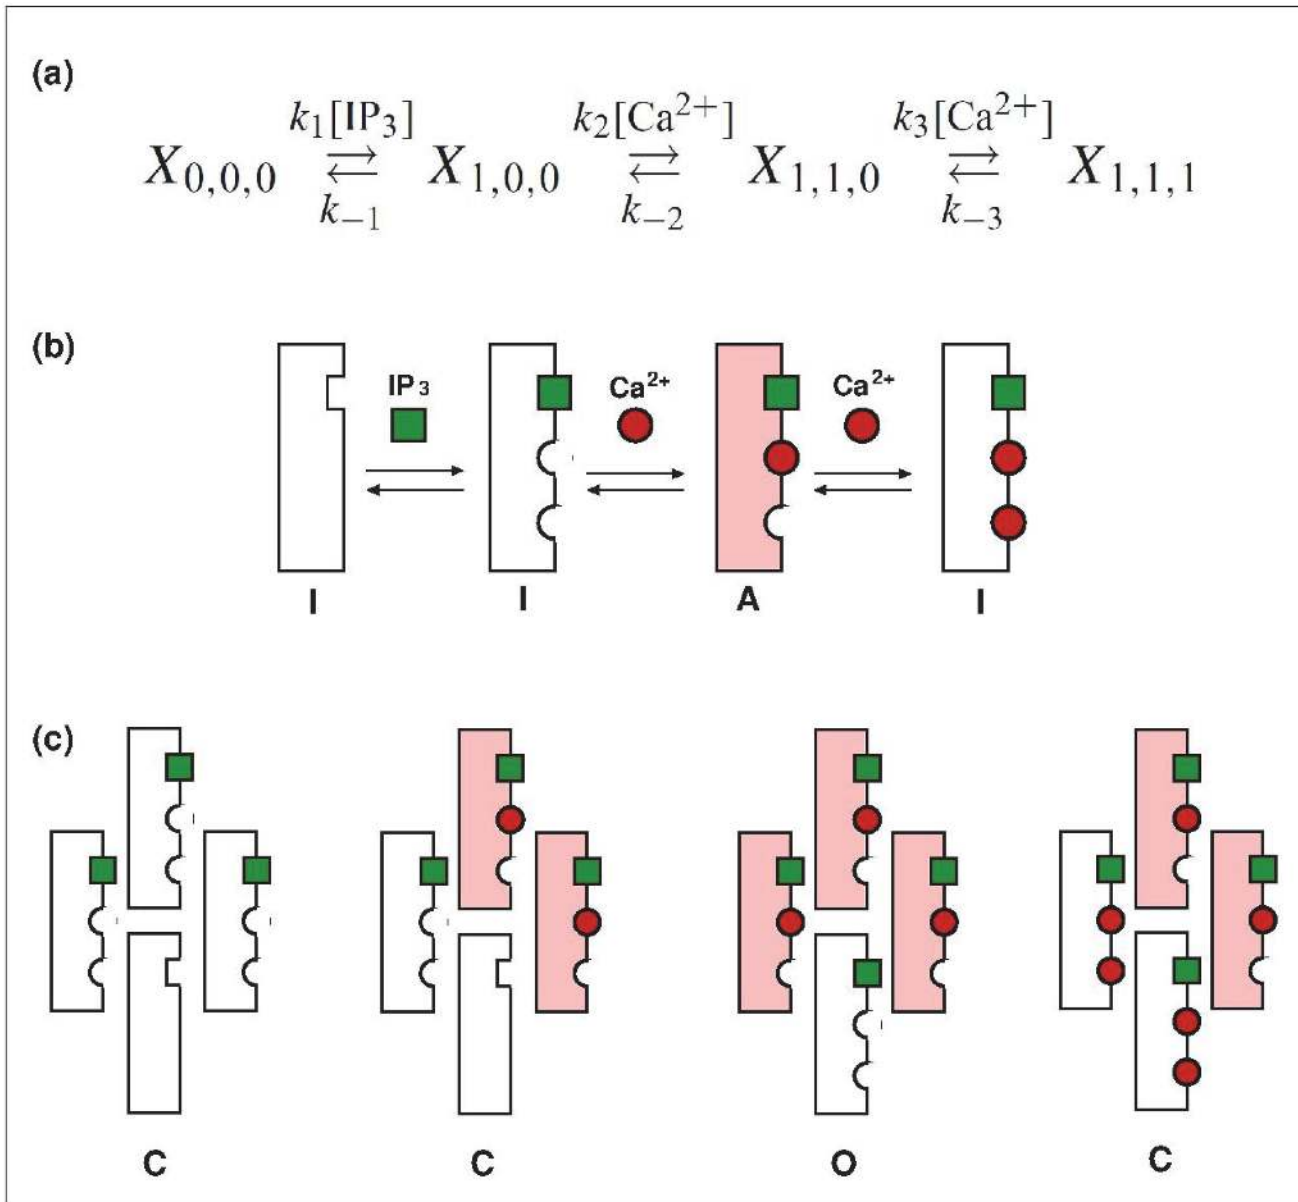 (a)
k₁[IP₃] k₂[Ca²⁺] k₃[Ca²⁺]
X₀,₀,₀ ⇌ X₁,₀,₀ ⇌ X₁,₁,₀ ⇌ X₁,₁,₁
k₋₁ k₋₂ k₋₃
(b)
IP₃ Ca²⁺ Ca²⁺
I I A I
(c)
C C O C